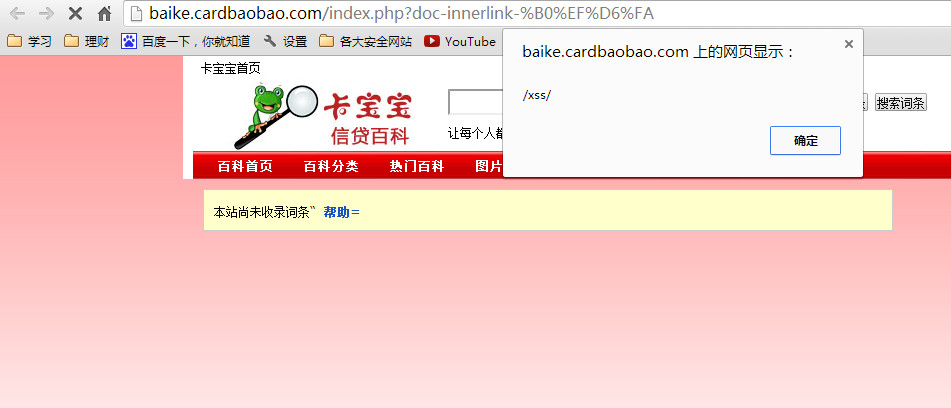 baike.cardbaobao.com/index.php?doc-innerlink-%B0%EF%D6%FA
学习 理财 百度一下，你就知道 设置 各大安全网站 YouTube
baike.cardbaobao.com 上的网页显示：
/xss/
确定
卡宝宝首页
卡宝宝
信贷百科
搜索词条
让每个人都
百科首页 百科分类 热门百科 图片
本站尚未收录词条" 帮助=